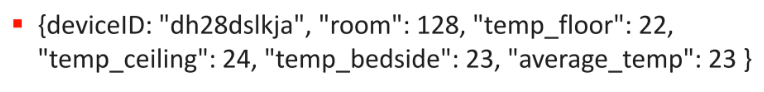 ▪ {deviceID: "dh28dslkja", "room": 128, "temp_floor": 22,
"temp_ceiling": 24, "temp_bedside": 23, "average_temp": 23 }